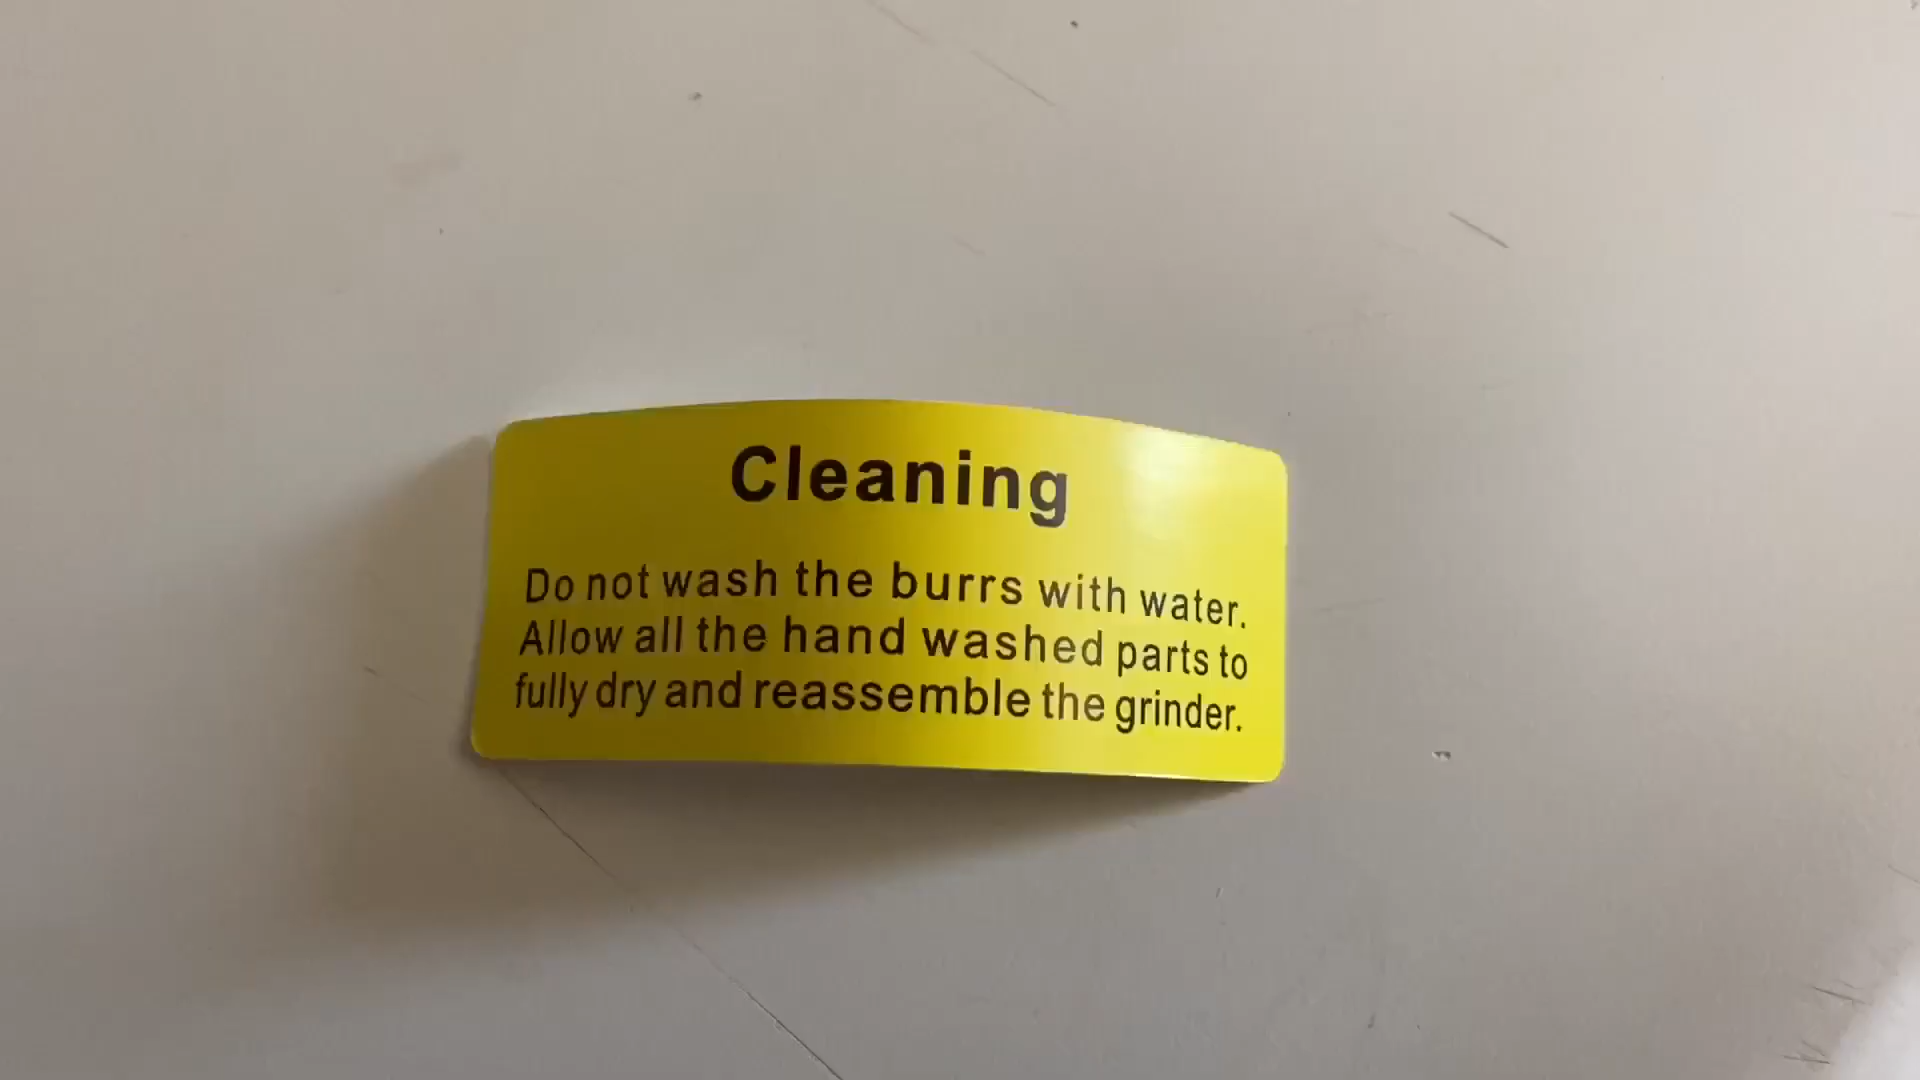 Cleaning
Do not wash the burrs with water.
Allow all the hand washed parts to
fully dry and reassemble the grinder.